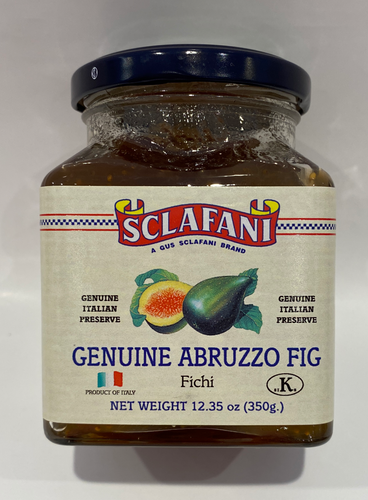 SCLAFANI
A GUS SCLAFANI BRAND
GENUINE
ITALIAN
PRESERVE
GENUINE
ITALIAN
PRESERVE
GENUINE ABRUZZO FIG
Fichi
K.
PRODUCT OF ITALY
NET WEIGHT 12.35 oz (350g.)